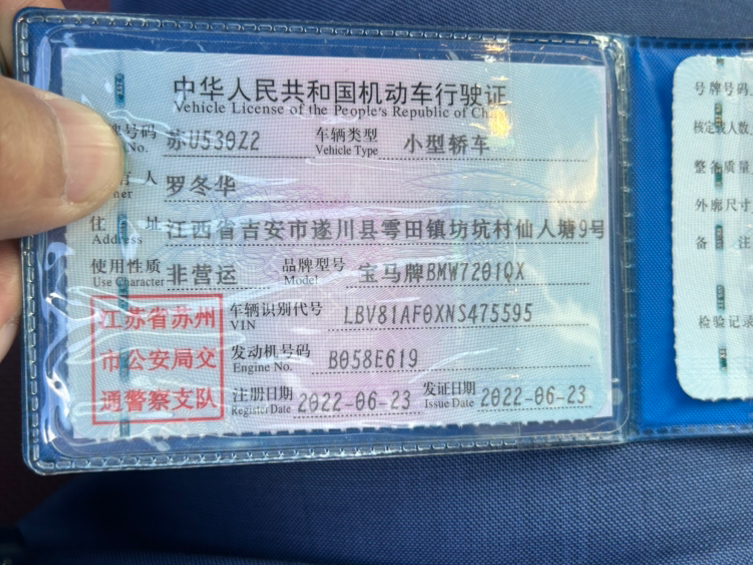 中华人民共和国机动车行驶证
Vehicle License of the People's Republic of Ch
牌号码 苏U530Z2 车辆类型 小型轿车
No. Vehicle Type
有人 罗冬华
ner
住 址 江西省吉安市遂川县雩田镇坊坑村仙人塘9号
Address
使用性质 非营运 品牌型号 宝马牌BMW7201QX
Use Character Model
江苏省苏州
市公安局交
通警察支队
车辆识别代号 LBV81AF0XNS475595
VIN
发动机号码 B058E619
Engine No.
注册日期 2022-06-23 发证日期 2022-06-23
Register Date Issue Date
号牌号码
核定载人数
整备质量
外廓尺寸
备 注
检验记录